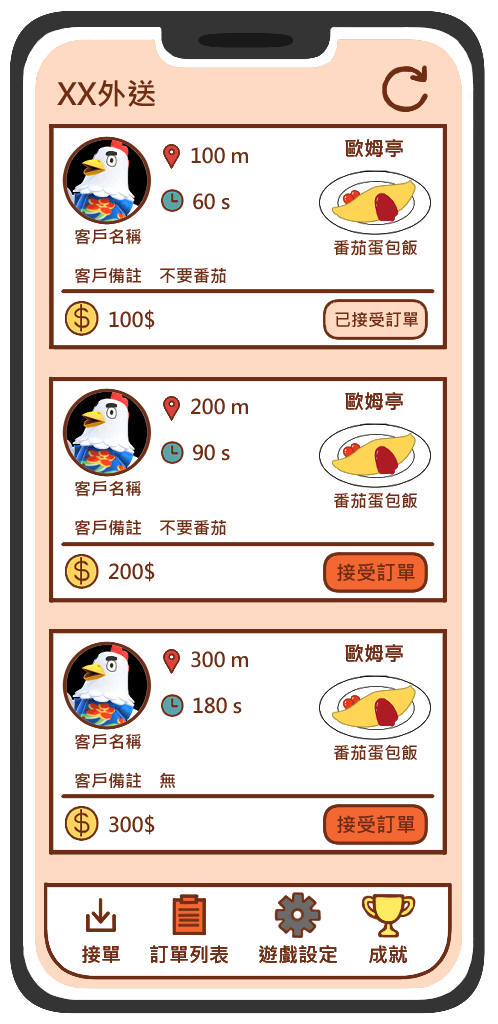 XX外送
100 m
歐姆亭
60 s
客戶名稱
番茄蛋包飯
客戶備註 不要番茄
$ 100$
已接受訂單
200 m
歐姆亭
90 s
客戶名稱
番茄蛋包飯
客戶備註 不要番茄
$ 200$
接受訂單
300 m
歐姆亭
180 s
客戶名稱
番茄蛋包飯
客戶備註 無
$ 300$
接受訂單
接單 訂單列表 遊戲設定 成就